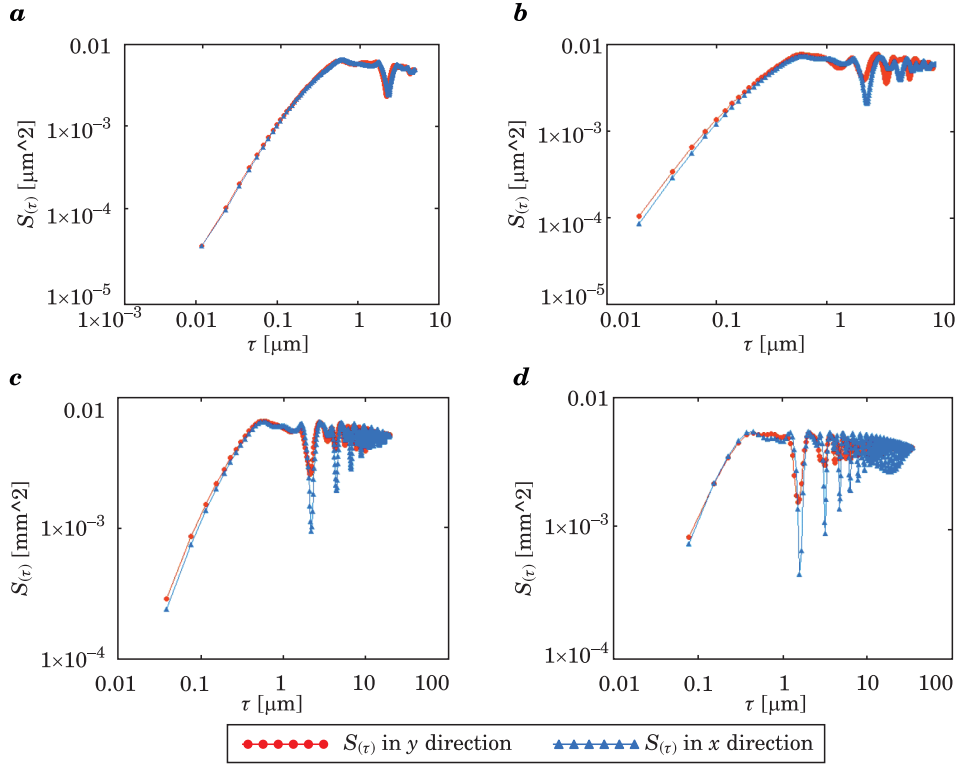 a
0.01
1×10⁻³
1×10⁻⁴
1×10⁻⁵
S(τ) [μm^2]
1×10⁻³ 0.01 0.1 1 10
τ [μm]
b
0.01
1×10⁻³
1×10⁻⁴
1×10⁻⁵
S(τ) [μm^2]
0.01 0.1 1 10
τ [μm]
c
0.01
1×10⁻³
1×10⁻⁴
S(τ) [mm^2]
0.01 0.1 1 10 100
τ [μm]
d
0.01
1×10⁻³
1×10⁻⁴
S(τ) [mm^2]
0.01 0.1 1 10 100
τ [μm]
S(τ) in y direction S(τ) in x direction